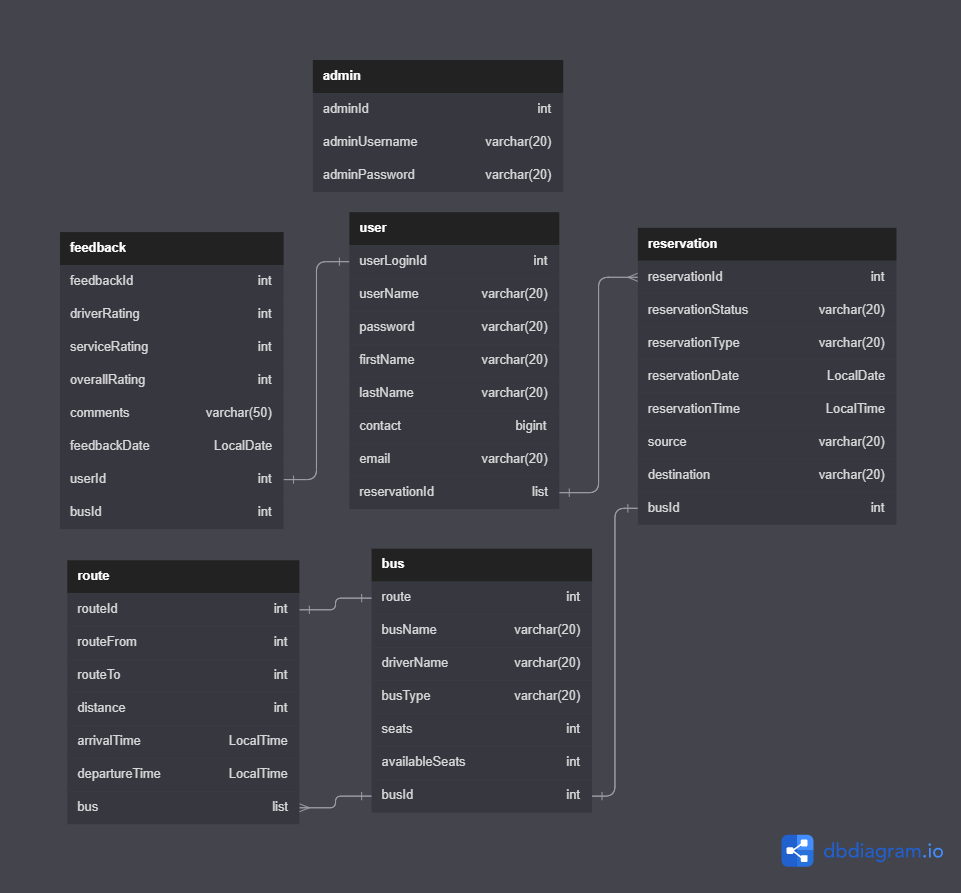 admin
adminId int
adminUsername varchar(20)
adminPassword varchar(20)
feedback
feedbackId int
driverRating int
serviceRating int
overallRating int
comments varchar(50)
feedbackDate LocalDate
userId int
busId int
user
userLoginId int
userName varchar(20)
password varchar(20)
firstName varchar(20)
lastName varchar(20)
contact bigint
email varchar(20)
reservationId list
reservation
reservationId int
reservationStatus varchar(20)
reservationType varchar(20)
reservationDate LocalDate
reservationTime LocalTime
source varchar(20)
destination varchar(20)
busId int
route
routeId int
routeFrom int
routeTo int
distance int
arrivalTime LocalTime
departureTime LocalTime
bus list
bus
route int
busName varchar(20)
driverName varchar(20)
busType varchar(20)
seats int
availableSeats int
busId int
dbdiagram.io